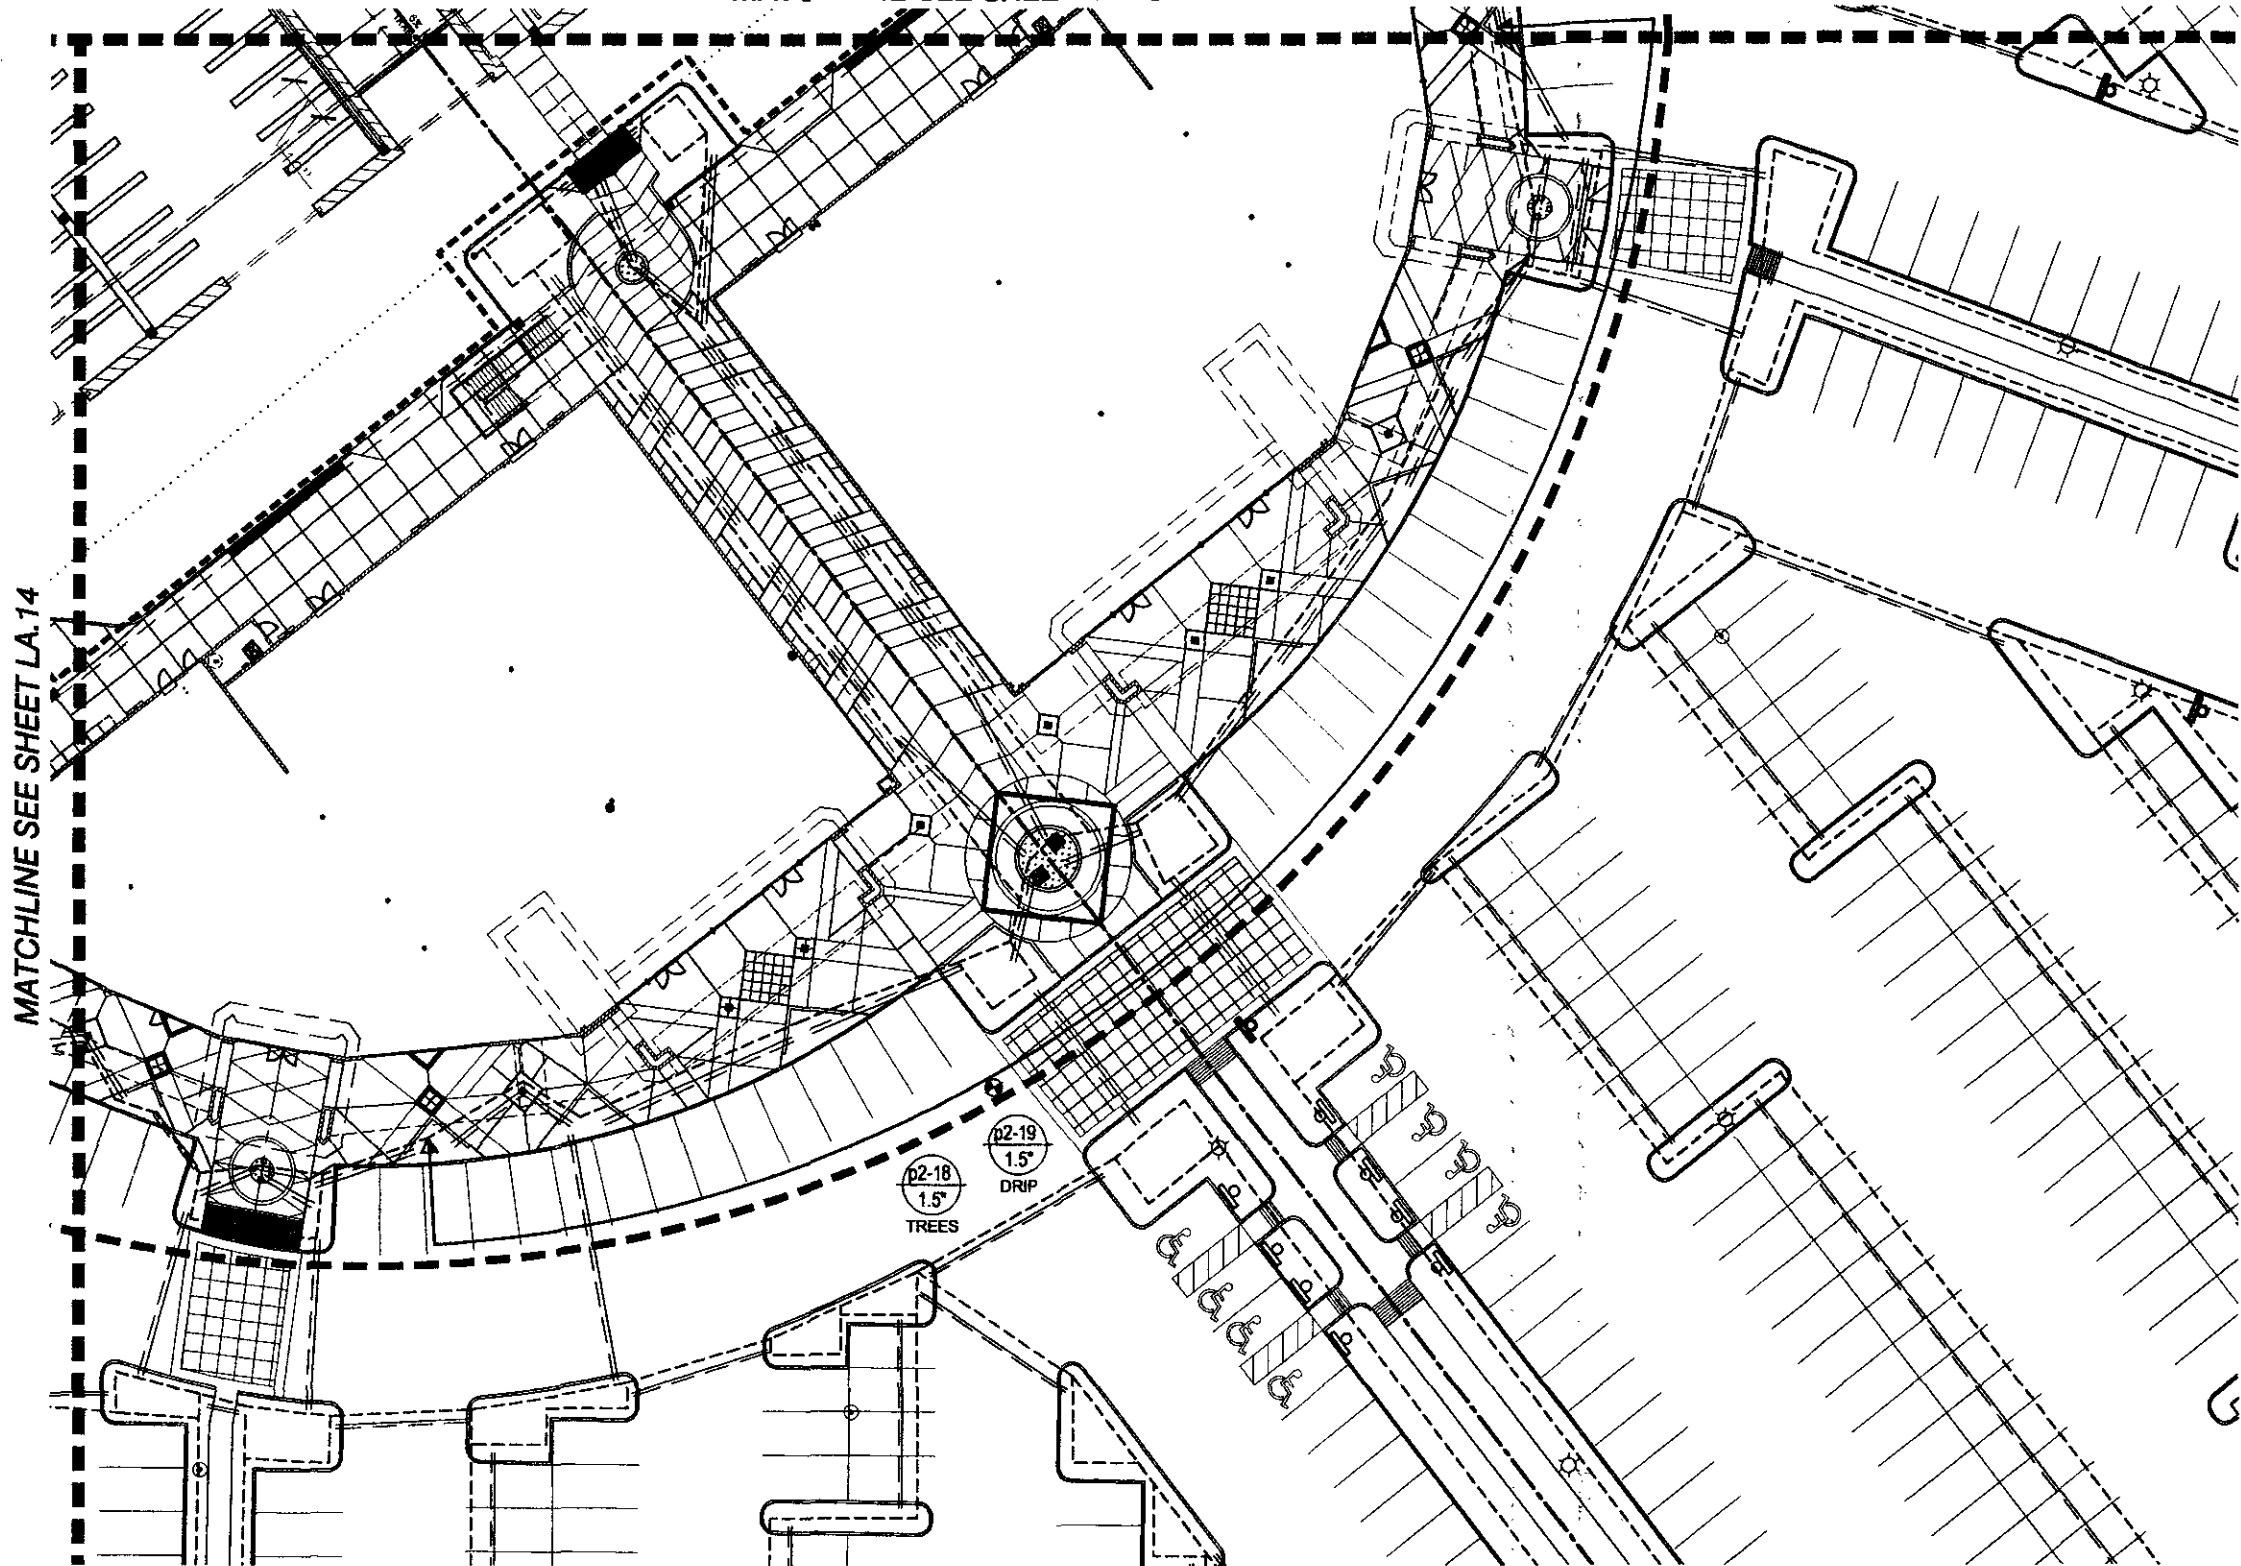 MATCHLINE SEE SHEET LA.14
p2-19
1.5"
DRIP
p2-18
1.5"
TREES